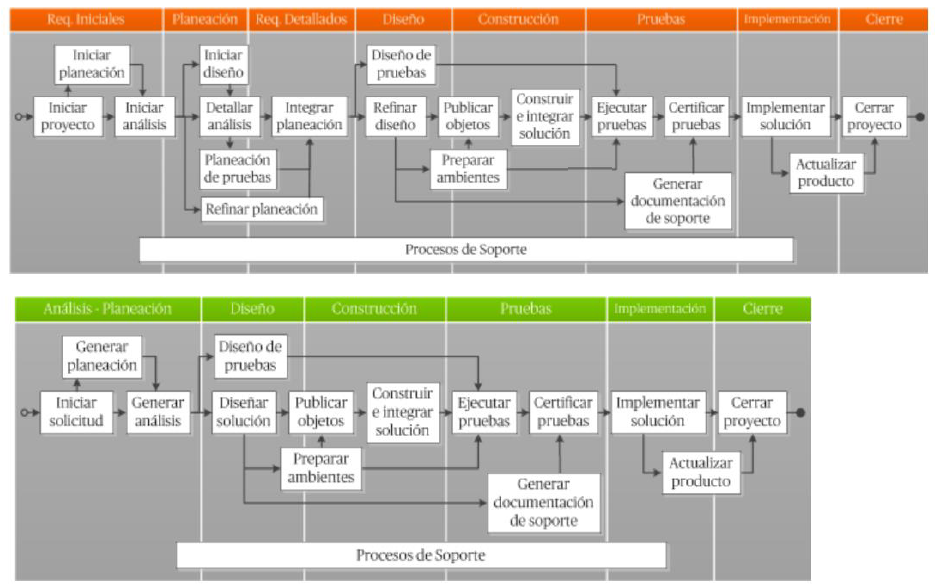 Req. Iniciales
Planeación
Req. Detallados
Diseño
Construcción
Pruebas
Implementación
Cierre
Iniciar
planeación
Iniciar
diseño
Diseño de
pruebas
Iniciar
proyecto
Iniciar
análisis
Detallar
análisis
Integrar
planeación
Refinar
diseño
Publicar
objetos
Construir
e integrar
solución
Ejecutar
pruebas
Certificar
pruebas
Implementar
solución
Cerrar
proyecto
Planeación
de pruebas
Preparar
ambientes
Actualizar
producto
Refinar planeación
Generar
documentación
de soporte
Procesos de Soporte
Análisis - Planeación
Diseño
Construcción
Pruebas
Implementación
Cierre
Generar
planeación
Diseño de
pruebas
Iniciar
solicitud
Generar
análisis
Diseñar
solución
Publicar
objetos
Construir
e integrar
solución
Ejecutar
pruebas
Certificar
pruebas
Implementar
solución
Cerrar
proyecto
Preparar
ambientes
Actualizar
producto
Generar
documentación
de soporte
Procesos de Soporte